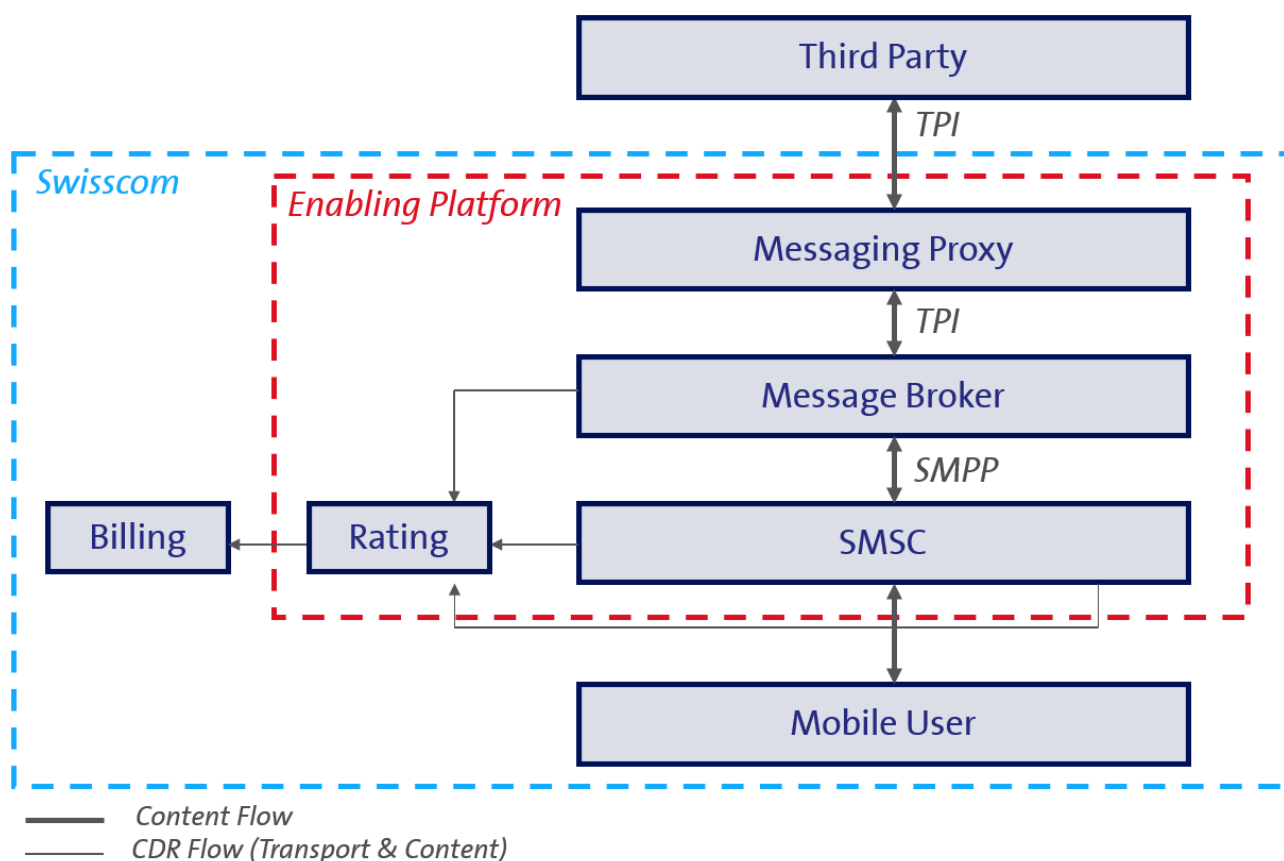 Third Party
TPI
Swisscom
Enabling Platform
Messaging Proxy
TPI
Message Broker
SMPP
Billing
Rating
SMSC
Mobile User
Content Flow
CDR Flow (Transport & Content)